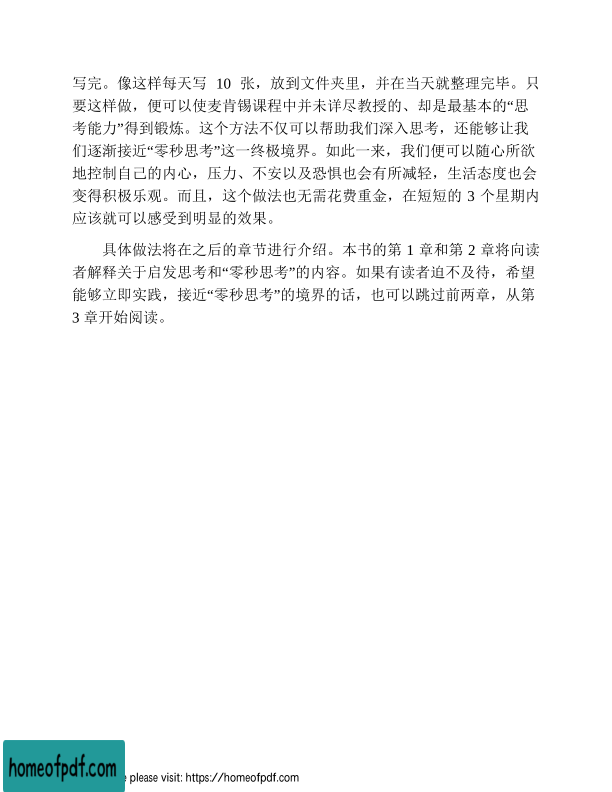 写完。像这样每天写 10 张，放到文件夹里，并在当天就整理完毕。只
要这样做，便可以使麦肯锡课程中并未详尽教授的、却是最基本的“思
考能力”得到锻炼。这个方法不仅可以帮助我们深入思考，还能够让我
们逐渐接近“零秒思考”这一终极境界。如此一来，我们便可以随心所欲
地控制自己的内心，压力、不安以及恐惧也会有所减轻，生活态度也会
变得积极乐观。而且，这个做法也无需花费重金，在短短的 3 个星期内
应该就可以感受到明显的效果。
具体做法将在之后的章节进行介绍。本书的第 1 章和第 2 章将向读
者解释关于启发思考和“零秒思考”的内容。如果有读者迫不及待，希望
能够立即实践，接近“零秒思考”的境界的话，也可以跳过前两章，从第
3 章开始阅读。
homeofpdf.com
please visit: https://homeofpdf.com